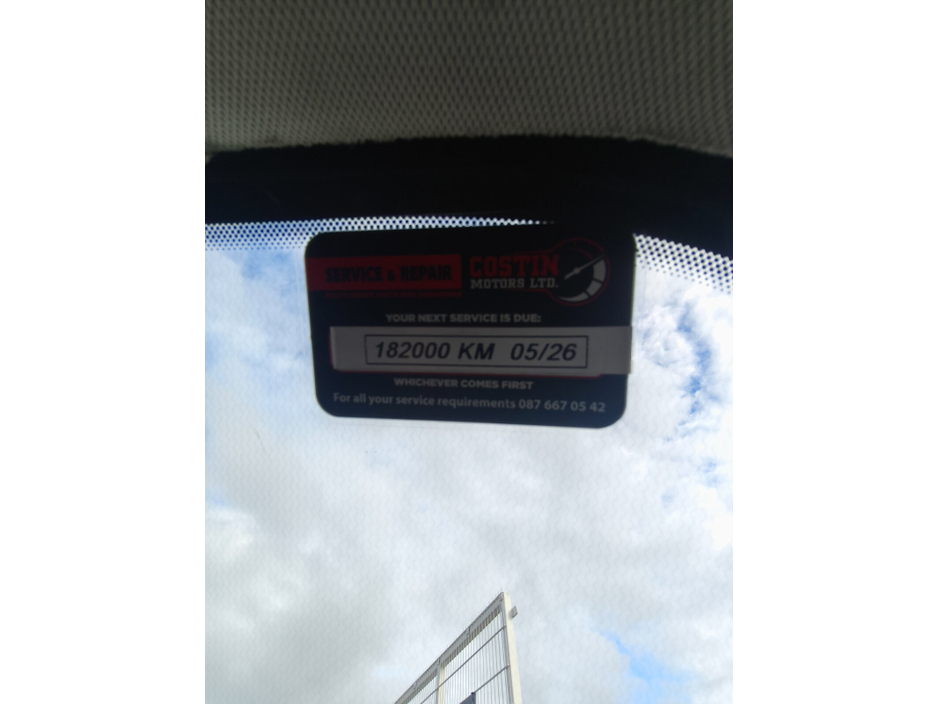 SERVICE & REPAIR
COSTIN
MOTORS LTD.
YOUR NEXT SERVICE IS DUE:
182000 KM 05/26
WHICHEVER COMES FIRST
For all your service requirements 087 667 05 42